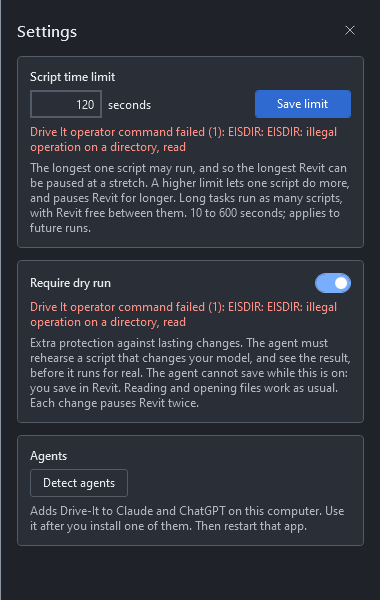 Settings
Script time limit
120 seconds Save limit
Drive It operator command failed (1): EISDIR: EISDIR: illegal
operation on a directory, read
The longest one script may run, and so the longest Revit can
be paused at a stretch. A higher limit lets one script do more,
and pauses Revit for longer. Long tasks run as many scripts,
with Revit free between them. 10 to 600 seconds; applies to
future runs.
Require dry run
Drive It operator command failed (1): EISDIR: EISDIR: illegal
operation on a directory, read
Extra protection against lasting changes. The agent must
rehearse a script that changes your model, and see the result,
before it runs for real. The agent cannot save while this is on:
you save in Revit. Reading and opening files work as usual.
Each change pauses Revit twice.
Agents
Detect agents
Adds Drive-It to Claude and ChatGPT on this computer. Use
it after you install one of them. Then restart that app.